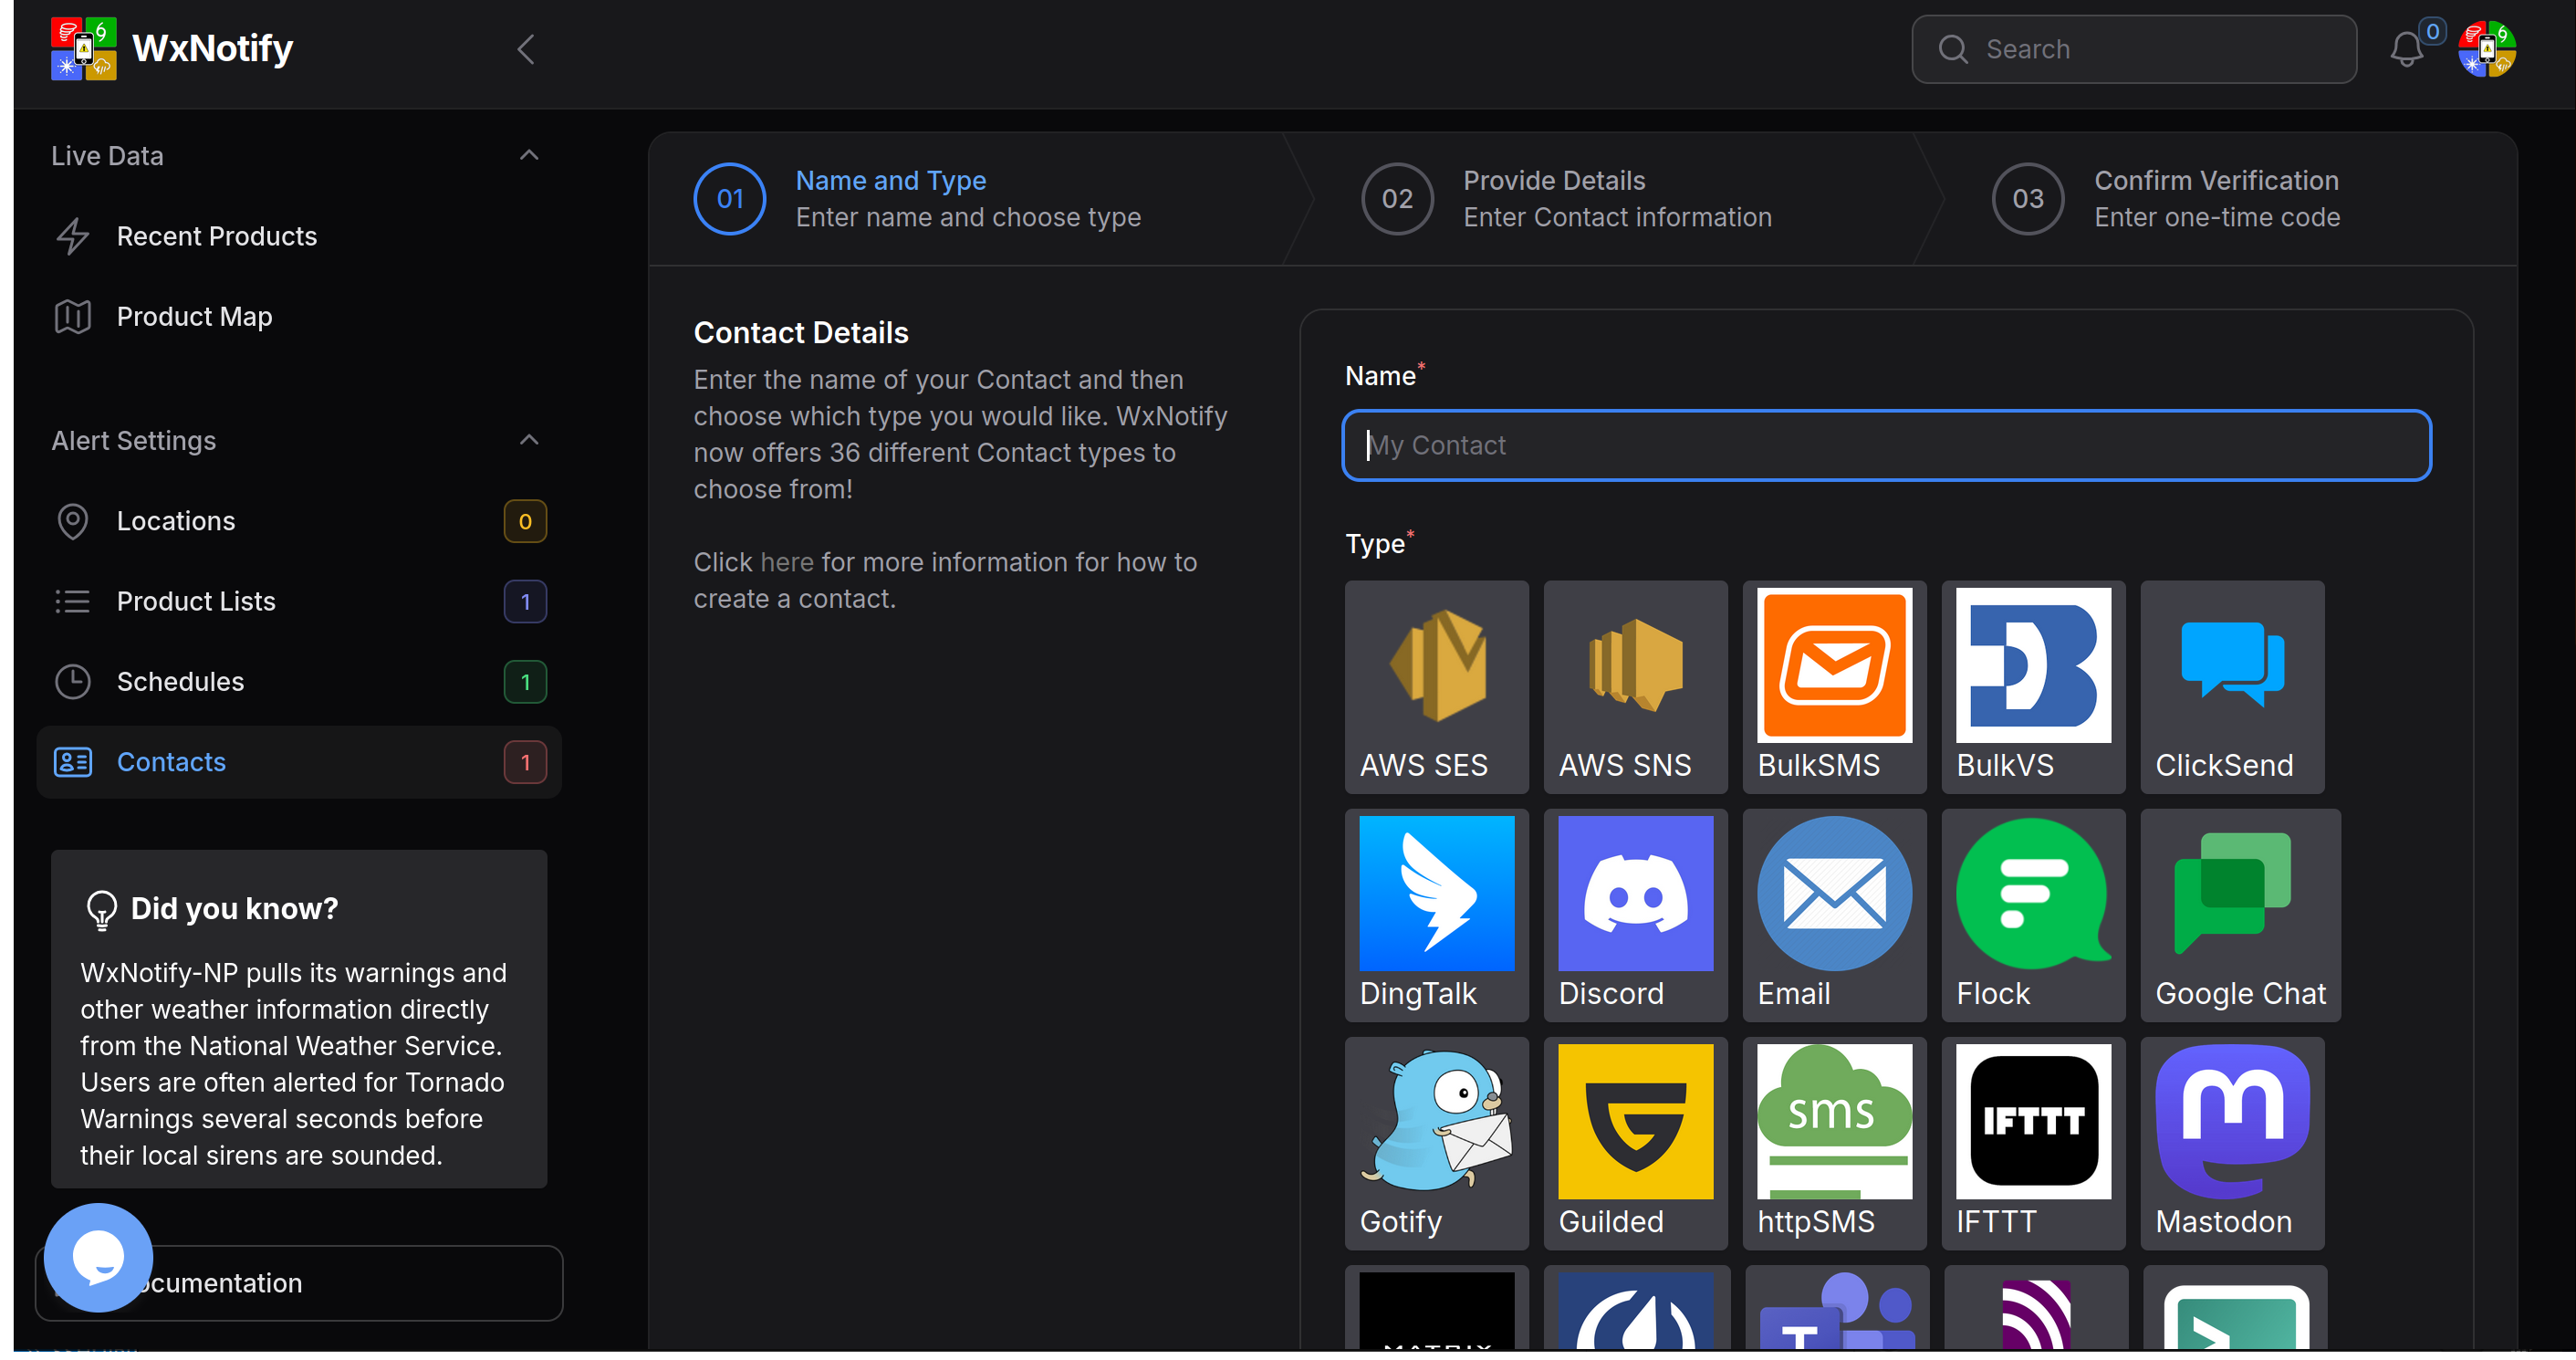 WxNotify
Search
0
Live Data
Recent Products
Product Map
Alert Settings
Locations
0
Product Lists
1
Schedules
1
Contacts
1
Did you know?
WxNotify-NP pulls its warnings and
other weather information directly
from the National Weather Service.
Users are often alerted for Tornado
Warnings several seconds before
their local sirens are sounded.
ocumentation
01
Name and Type
Enter name and choose type
02
Provide Details
Enter Contact information
03
Confirm Verification
Enter one-time code
Contact Details
Enter the name of your Contact and then
choose which type you would like. WxNotify
now offers 36 different Contact types to
choose from!
Click here for more information for how to
create a contact.
Name*
My Contact
Type*
AWS SES
AWS SNS
BulkSMS
BulkVS
ClickSend
DingTalk
Discord
Email
Flock
Google Chat
sms
IFTTT
Gotify
Guilded
httpSMS
IFTTT
Mastodon
MATRIX
T